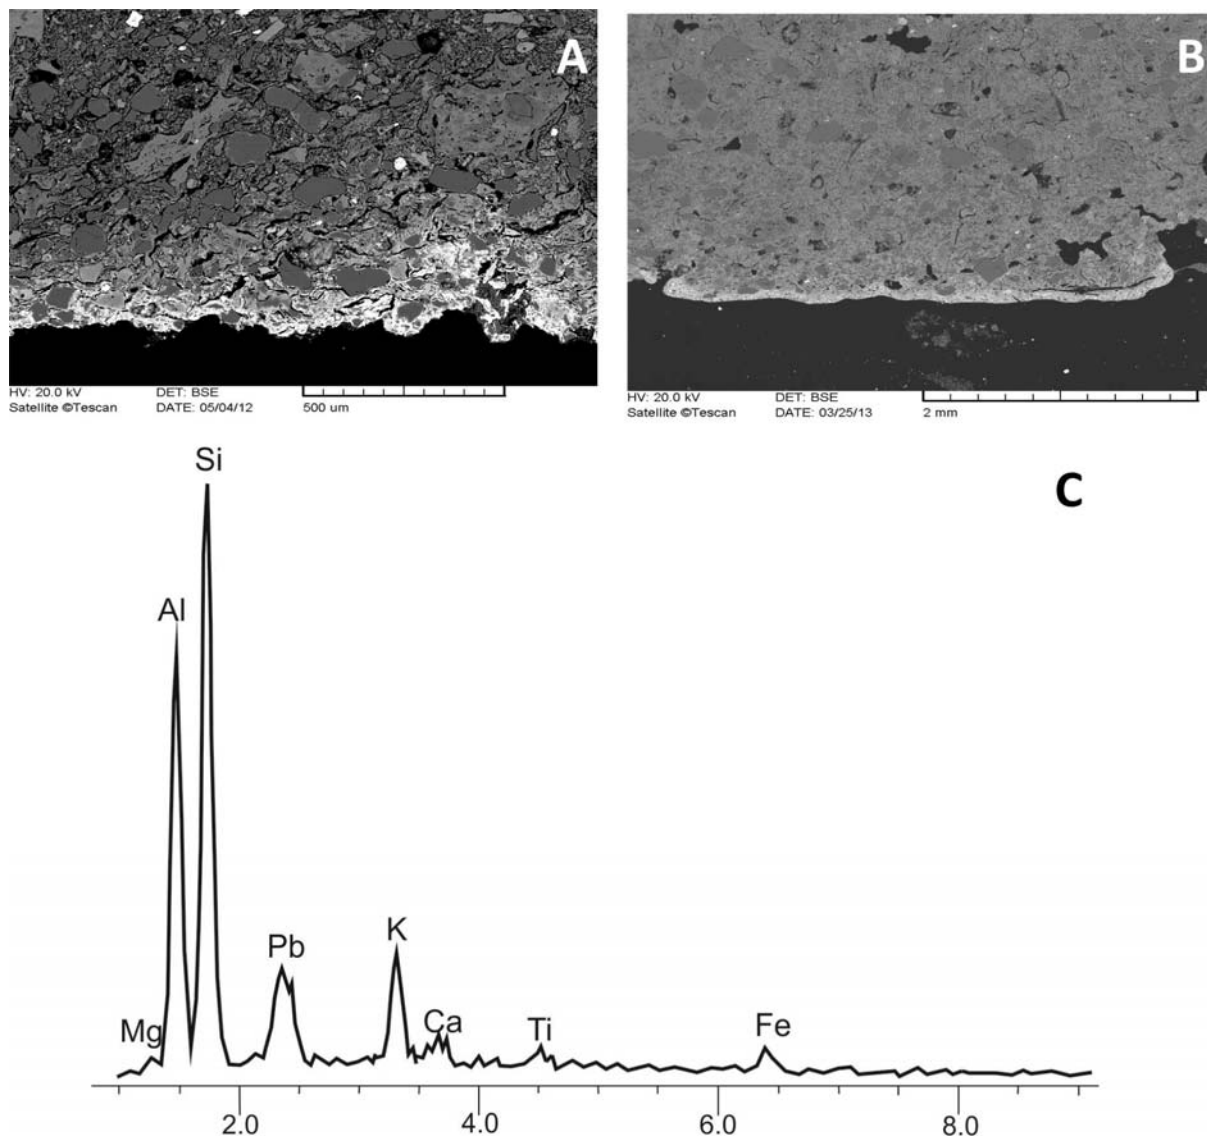 A
B
HV: 20.0 kV DET: BSE
Satellite ©Tescan DATE: 05/04/12 500 um
HV: 20.0 kV DET: BSE
Satellite ©Tescan DATE: 03/25/13 2 mm
C
Si
Al
Pb
K
Mg
Ca
Ti
Fe
2.0 4.0 6.0 8.0